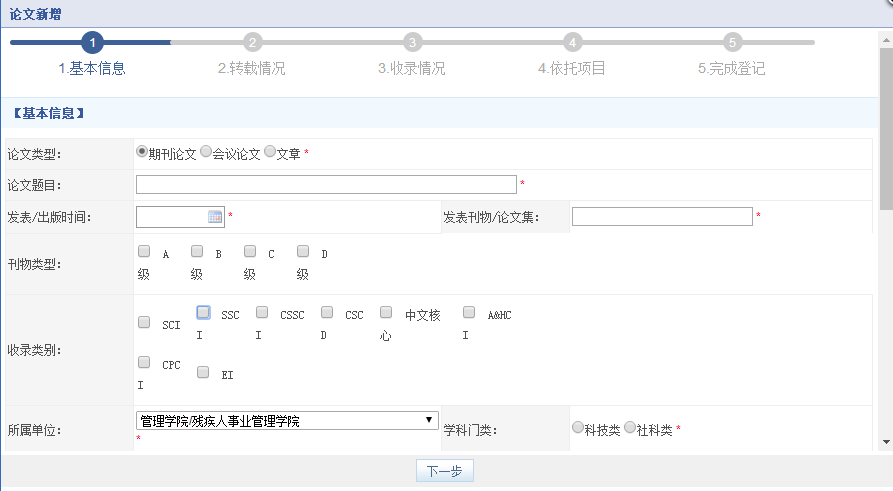 论文新增
1 2 3 4 5
1.基本信息 2.转载情况 3.收录情况 4.依托项目 5.完成登记
【基本信息】
论文类型： 期刊论文 会议论文 文章 *
论文题目： *
发表/出版时间： * 发表刊物/论文集： *
刊物类型： A级 B级 C级 D级
收录类别： SCI SSCI CSSCI CSCD 中文核心 A&HCI
CPCI EI
所属单位： 管理学院/残疾人事业管理学院 * 学科门类： 科技类 社科类 *
下一步